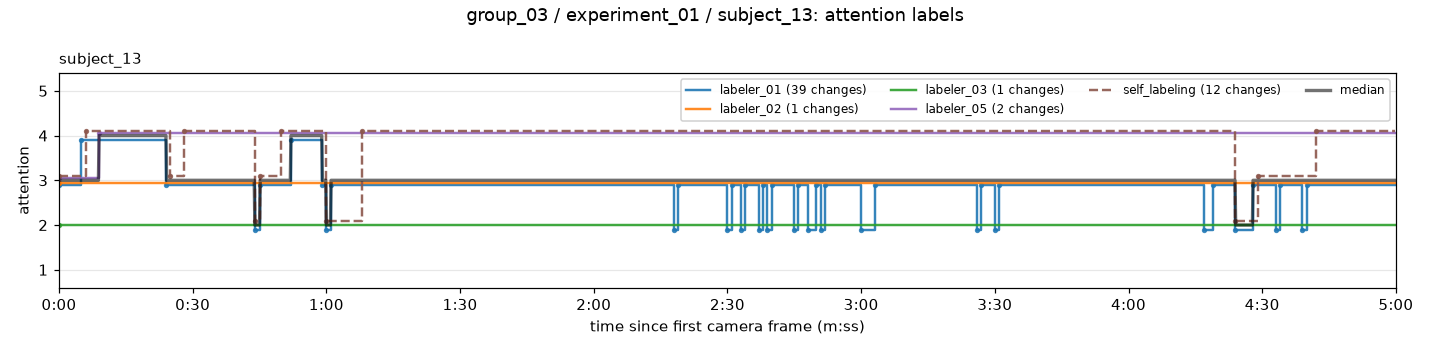 group_03 / experiment_01 / subject_13: attention labels
subject_13
labeler_01 (39 changes)
labeler_02 (1 changes)
labeler_03 (1 changes)
labeler_05 (2 changes)
self_labeling (12 changes)
median
attention
5
4
3
2
1
0:00 0:30 1:00 1:30 2:00 2:30 3:00 3:30 4:00 4:30 5:00
time since first camera frame (m:ss)